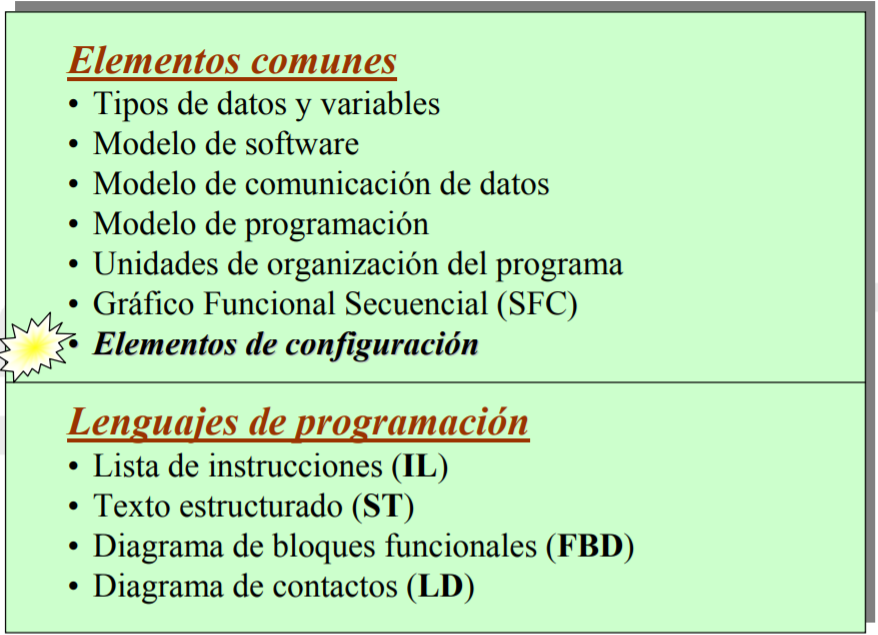 Elementos comunes
• Tipos de datos y variables
• Modelo de software
• Modelo de comunicación de datos
• Modelo de programación
• Unidades de organización del programa
• Gráfico Funcional Secuencial (SFC)
• Elementos de configuración
Lenguajes de programación
• Lista de instrucciones (IL)
• Texto estructurado (ST)
• Diagrama de bloques funcionales (FBD)
• Diagrama de contactos (LD)